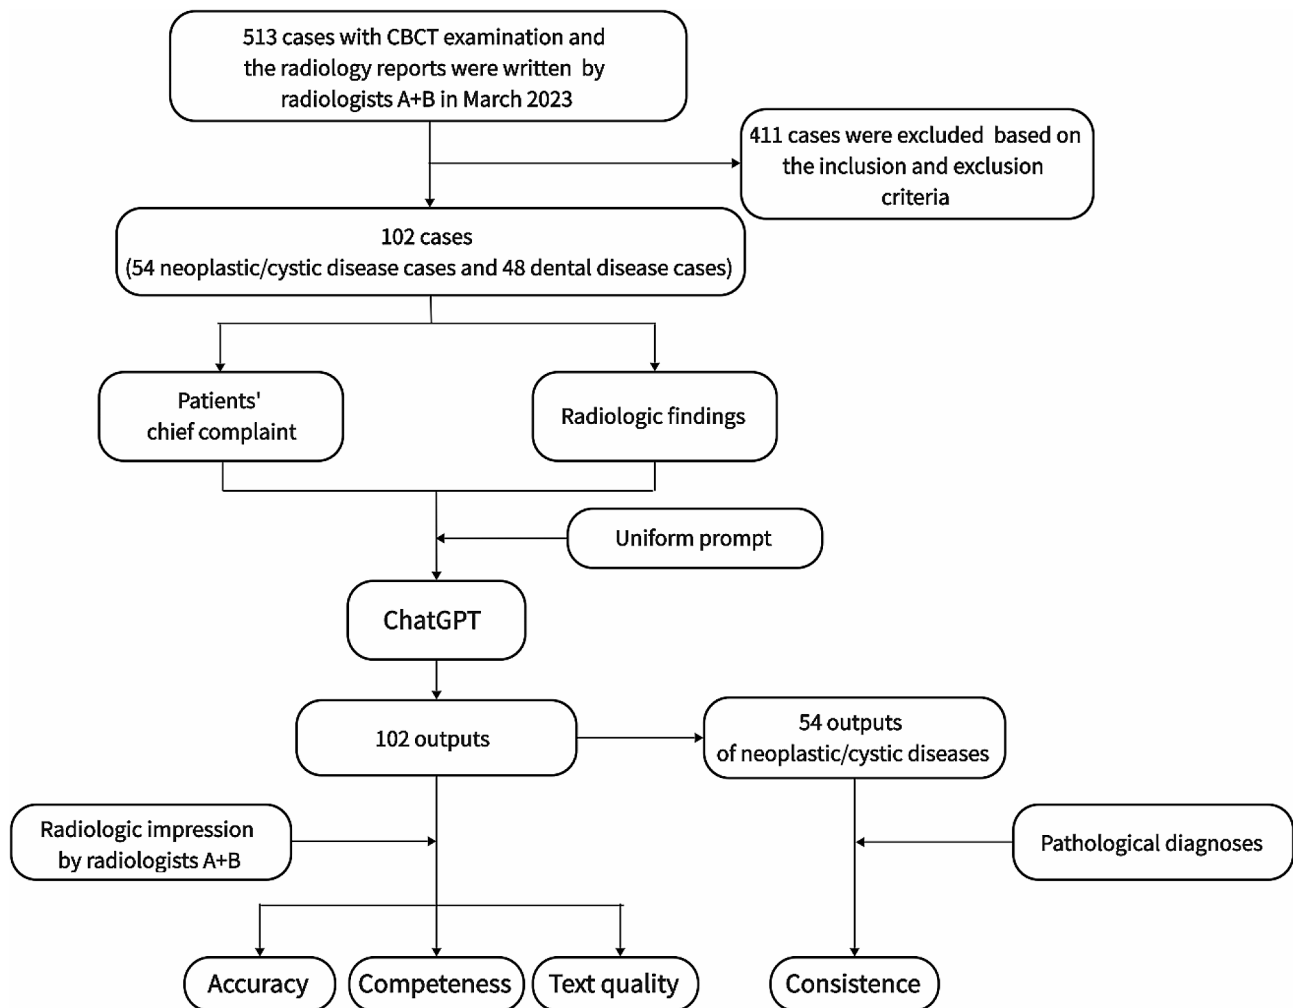 513 cases with CBCT examination and
the radiology reports were written by
radiologists A+B in March 2023
411 cases were excluded based on
the inclusion and exclusion
criteria
102 cases
(54 neoplastic/cystic disease cases and 48 dental disease cases)
Patients'
chief complaint
Radiologic findings
Uniform prompt
ChatGPT
102 outputs
54 outputs
of neoplastic/cystic diseases
Radiologic impression
by radiologists A+B
Pathological diagnoses
Accuracy
Competeness
Text quality
Consistence